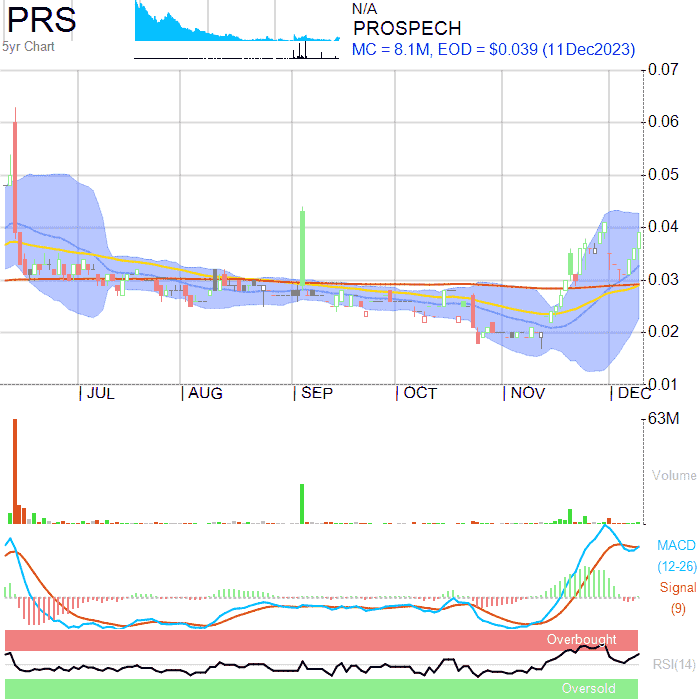 PRS
5yr Chart
N/A
PROSPECH
MC = 8.1M, EOD = $0.039 (11Dec2023)
0.07
0.06
0.05
0.04
0.03
0.02
0.01
JUL
AUG
SEP
OCT
NOV
DEC
63M
Volume
MACD
(12-26)
Signal
(9)
Overbought
RSI(14)
Oversold